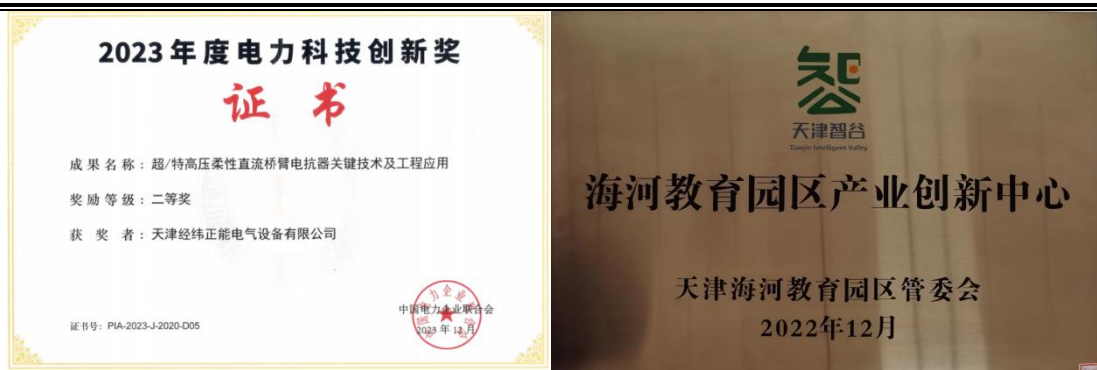 2023年度电力科技创新奖
证书
成果名称：超/特高压柔性直流桥臂电抗器关键技术及工程应用
奖励等级：二等奖
获奖者：天津经纬正能电气设备有限公司
中国电力企业联合会
2023年12月
证书号：PIA-2023-J-2020-D05
智
天津智谷
Tianjin Intelligent Valley
海河教育园区产业创新中心
天津海河教育园区管委会
2022年12月